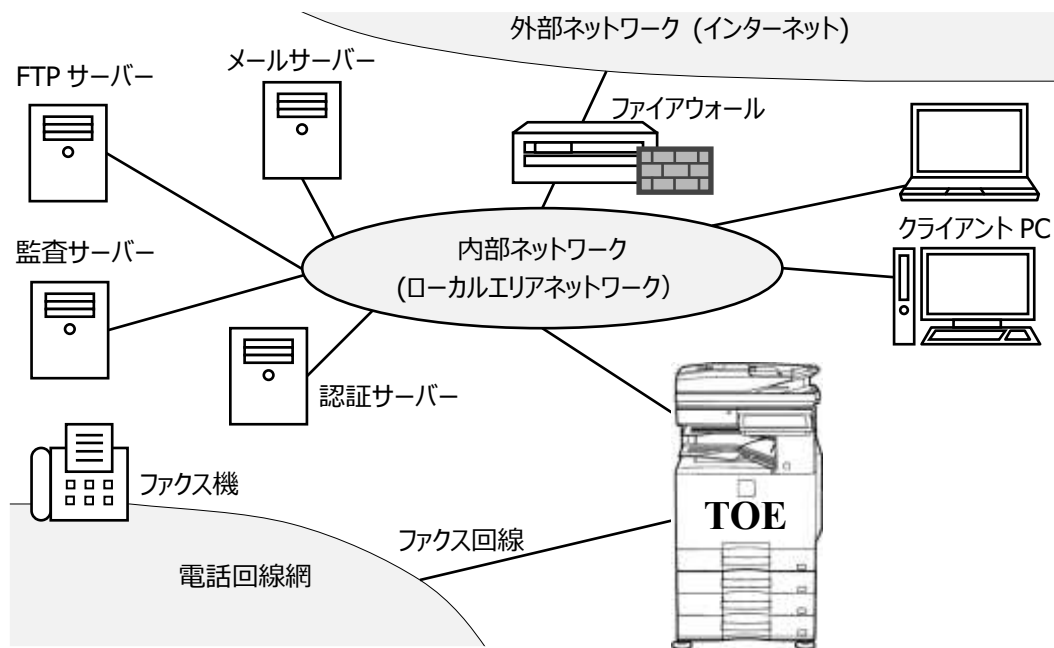 外部ネットワーク (インターネット)
メールサーバー
FTP サーバー
ファイアウォール
クライアント PC
監査サーバー
内部ネットワーク
(ローカルエリアネットワーク)
認証サーバー
ファクス機
TOE
ファクス回線
電話回線網